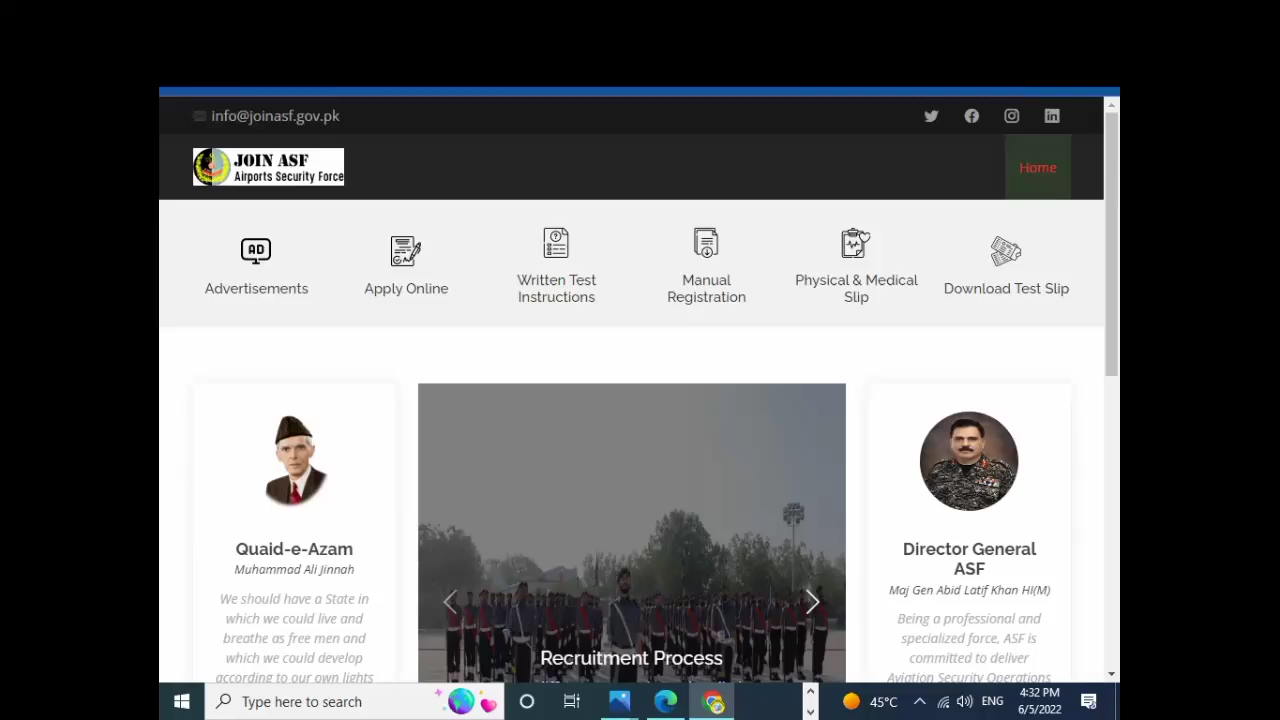 info@joinasf.gov.pk
JOIN ASF
Airports Security Force
Home
AD
Advertisements
Apply Online
Written Test
Instructions
Manual
Registration
Physical & Medical
Slip
Download Test Slip
Quaid-e-Azam
Muhammad Ali Jinnah
We should have a State in
which we could live and
breathe as free men and
which we could develop
according to our own lights
Recruitment Process
Director General
ASF
Maj Gen Abid Latif Khan HI(M)
Being a professional and
specialized force, ASF is
committed to deliver
Aviation Security Operations
Type here to search
45°C
ENG
4:32 PM
6/5/2022